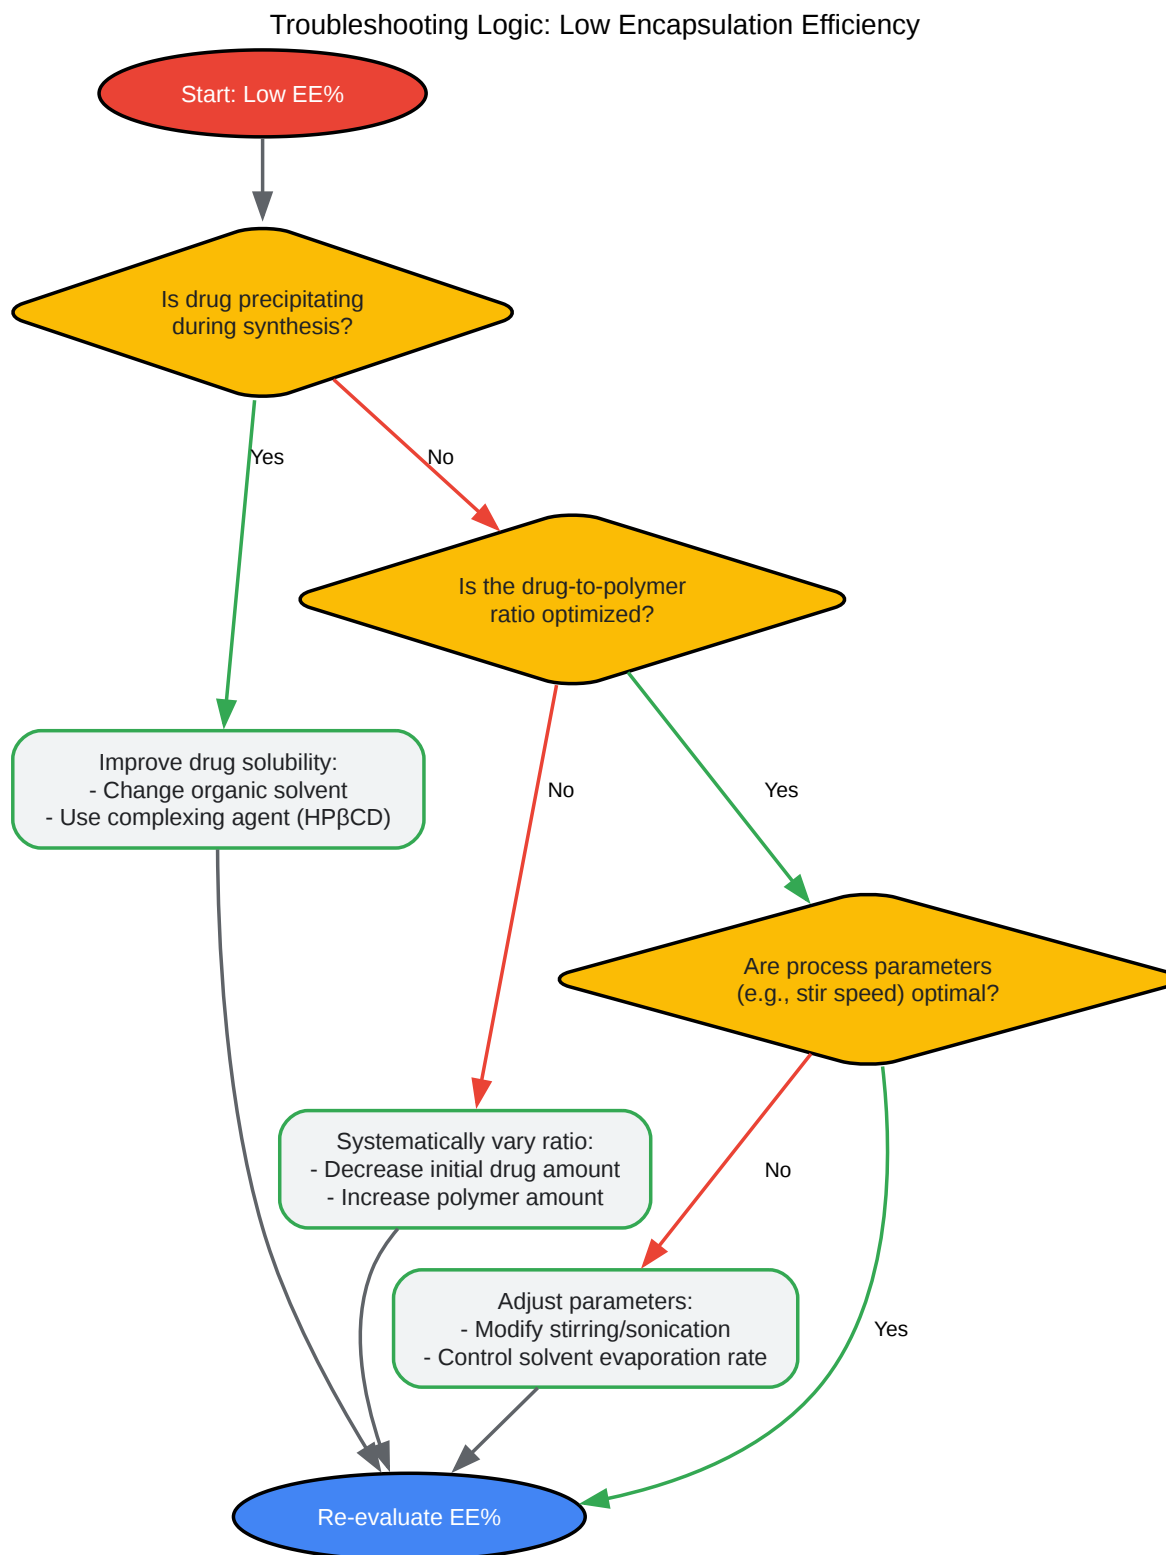 Troubleshooting Logic: Low Encapsulation Efficiency
Start: Low EE%
Is drug precipitating
during synthesis?
Yes
No
Is the drug-to-polymer
ratio optimized?
Improve drug solubility:
- Change organic solvent
- Use complexing agent (HPβCD)
No
Yes
Are process parameters
(e.g., stir speed) optimal?
Systematically vary ratio:
- Decrease initial drug amount
- Increase polymer amount
No
Adjust parameters:
- Modify stirring/sonication
- Control solvent evaporation rate
Yes
Re-evaluate EE%